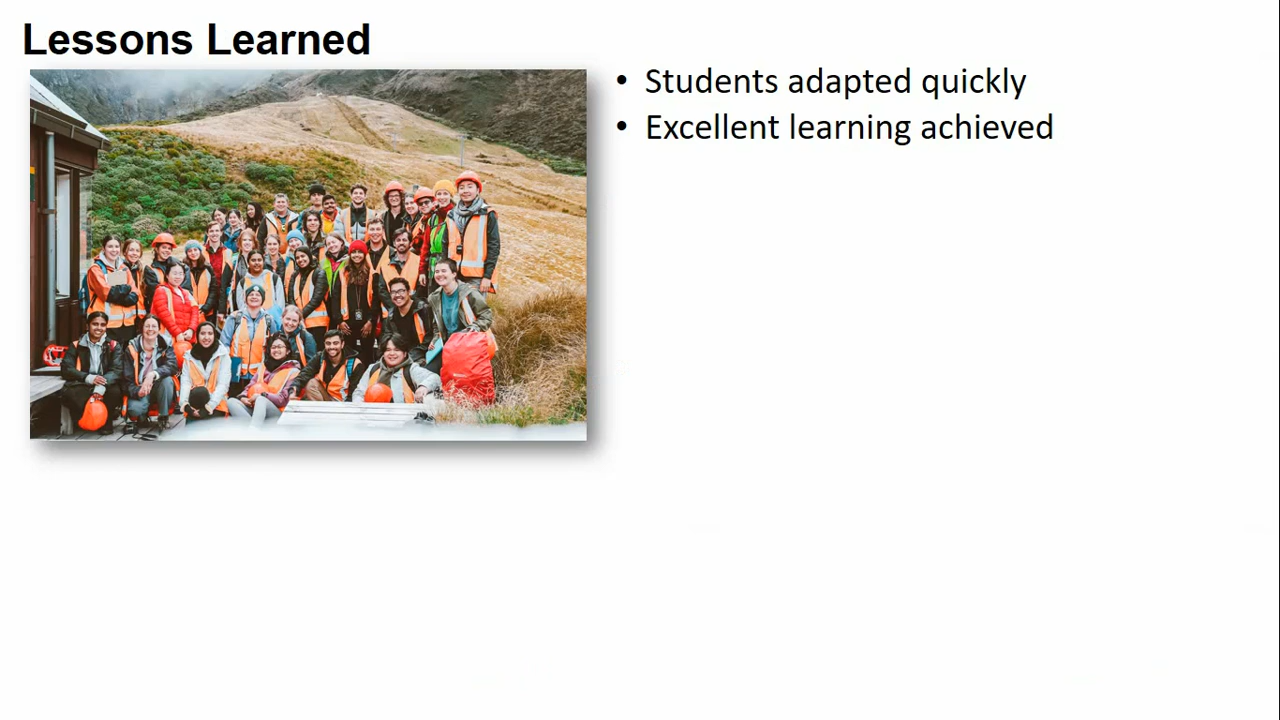 Lessons Learned
• Students adapted quickly
• Excellent learning achieved